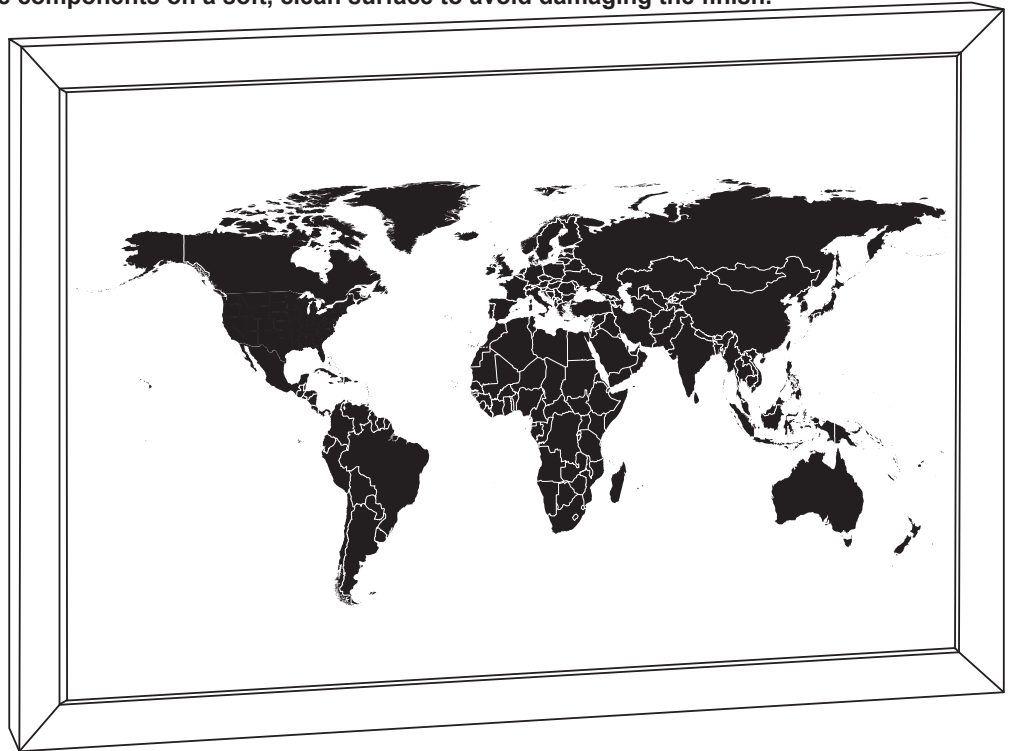 components on a soft, clean surface to avoid damaging the finish.